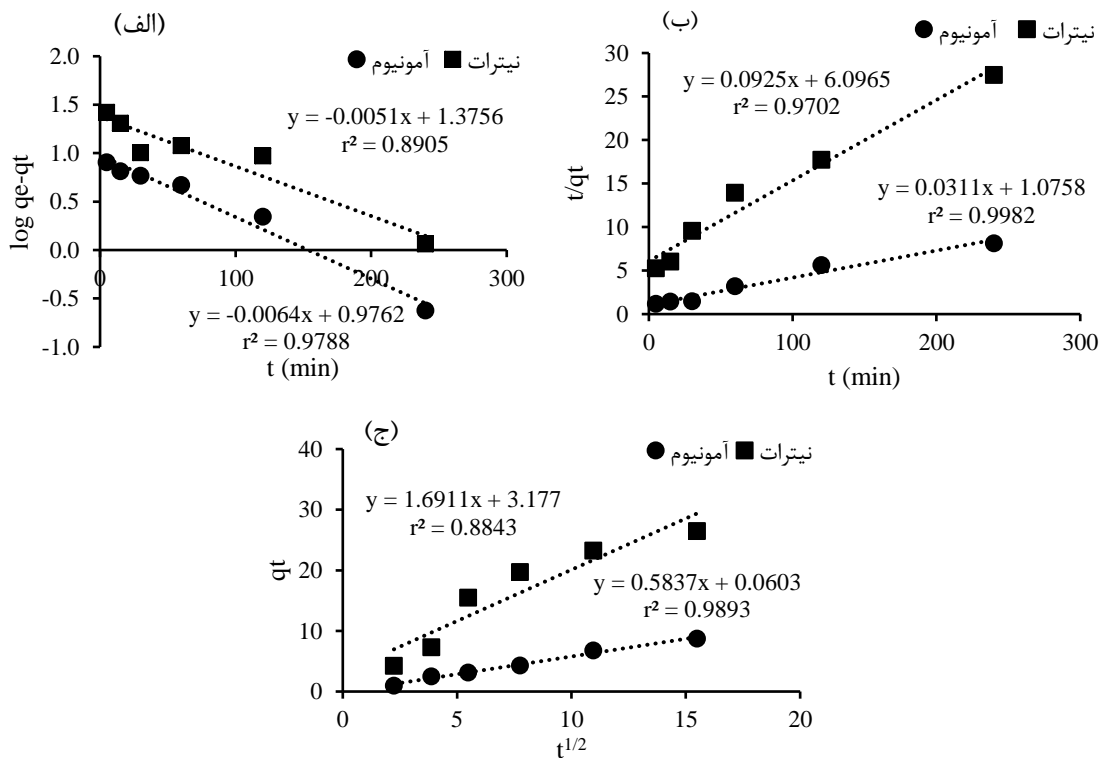 (الف)
● آمونیوم ■ نیترات
2.0
1.5
1.0
0.5
0.0
-0.5
-1.0
log qe-qt
y = -0.0051x + 1.3756
r² = 0.8905
y = -0.0064x + 0.9762
r² = 0.9788
0 100 200 300
t (min)
(ب)
● آمونیوم ■ نیترات
30
25
20
15
10
5
0
t/qt
y = 0.0925x + 6.0965
r² = 0.9702
y = 0.0311x + 1.0758
r² = 0.9982
0 100 200 300
t (min)
(ج)
● آمونیوم ■ نیترات
40
30
20
10
0
qt
y = 1.6911x + 3.177
r² = 0.8843
y = 0.5837x + 0.0603
r² = 0.9893
0 5 10 15 20
t^1/2